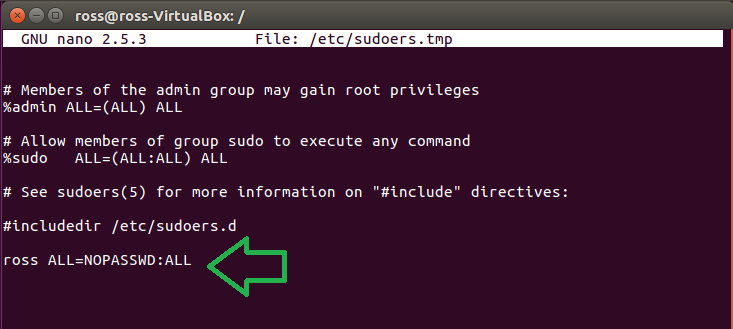 ross@ross-VirtualBox: /
GNU nano 2.5.3 File: /etc/sudoers.tmp
# Members of the admin group may gain root privileges
%admin ALL=(ALL) ALL
# Allow members of group sudo to execute any command
%sudo   ALL=(ALL:ALL) ALL
# See sudoers(5) for more information on "#include" directives:
#includedir /etc/sudoers.d
ross ALL=NOPASSWD:ALL